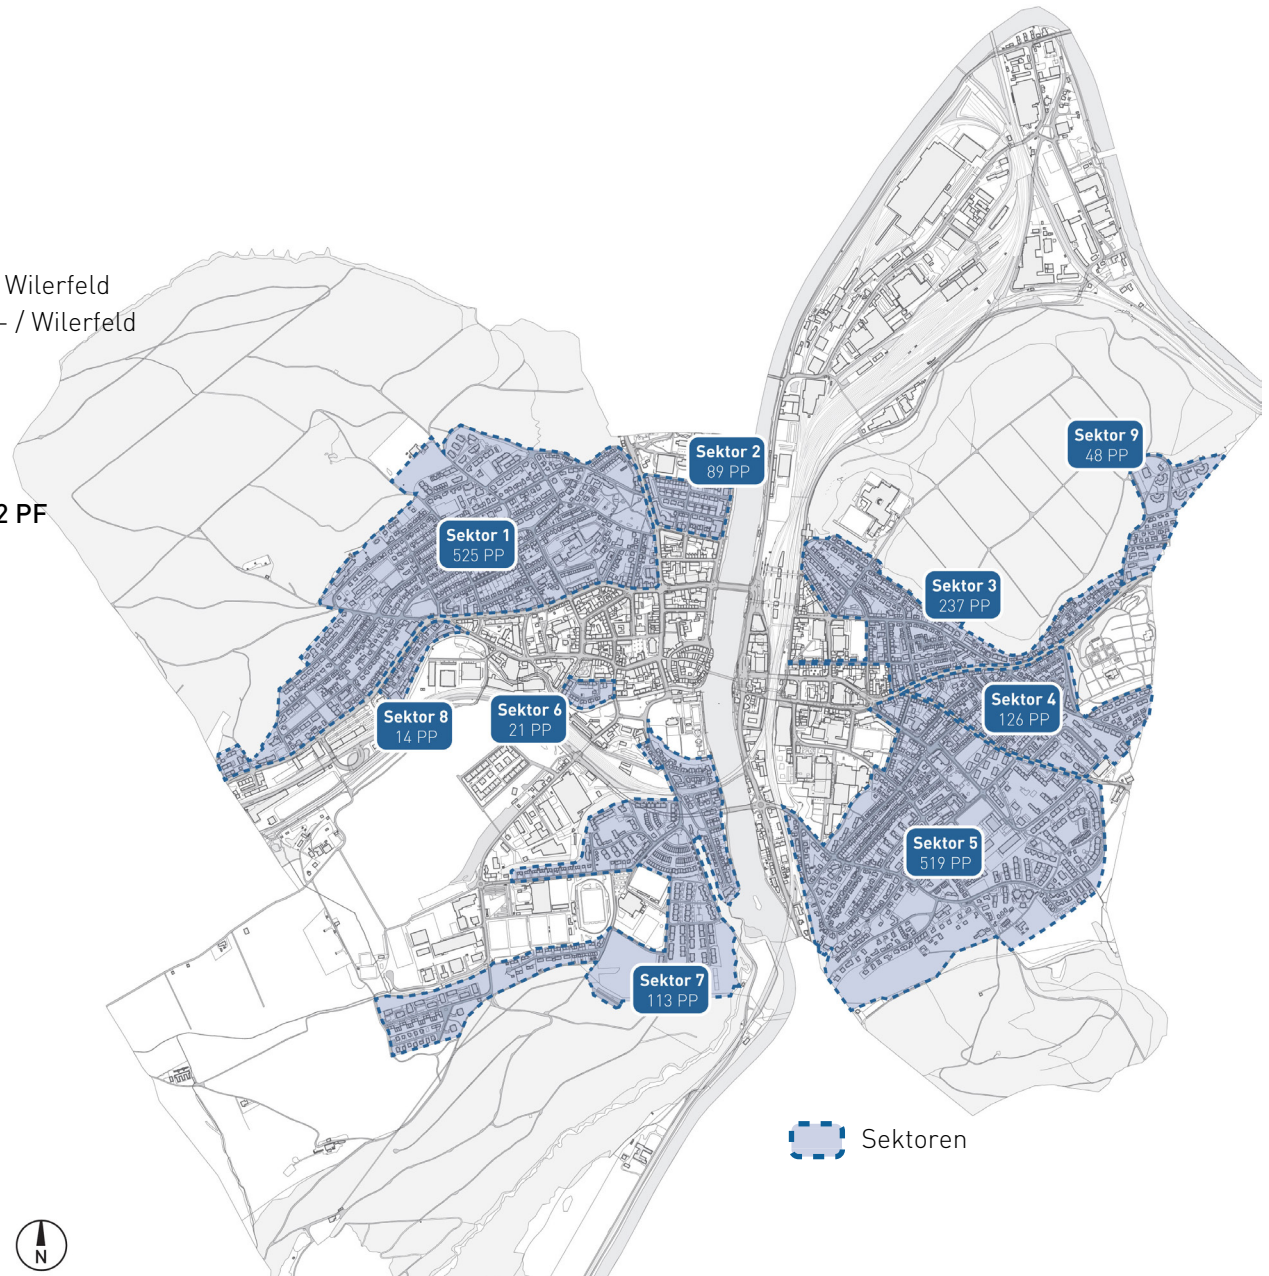 Wilerfeld
- / Wilerfeld
2 PF
Sektor 2
89 PP
Sektor 9
48 PP
Sektor 1
525 PP
Sektor 3
237 PP
Sektor 8
14 PP
Sektor 6
21 PP
Sektor 4
126 PP
Sektor 5
519 PP
Sektor 7
113 PP
Sektoren
N